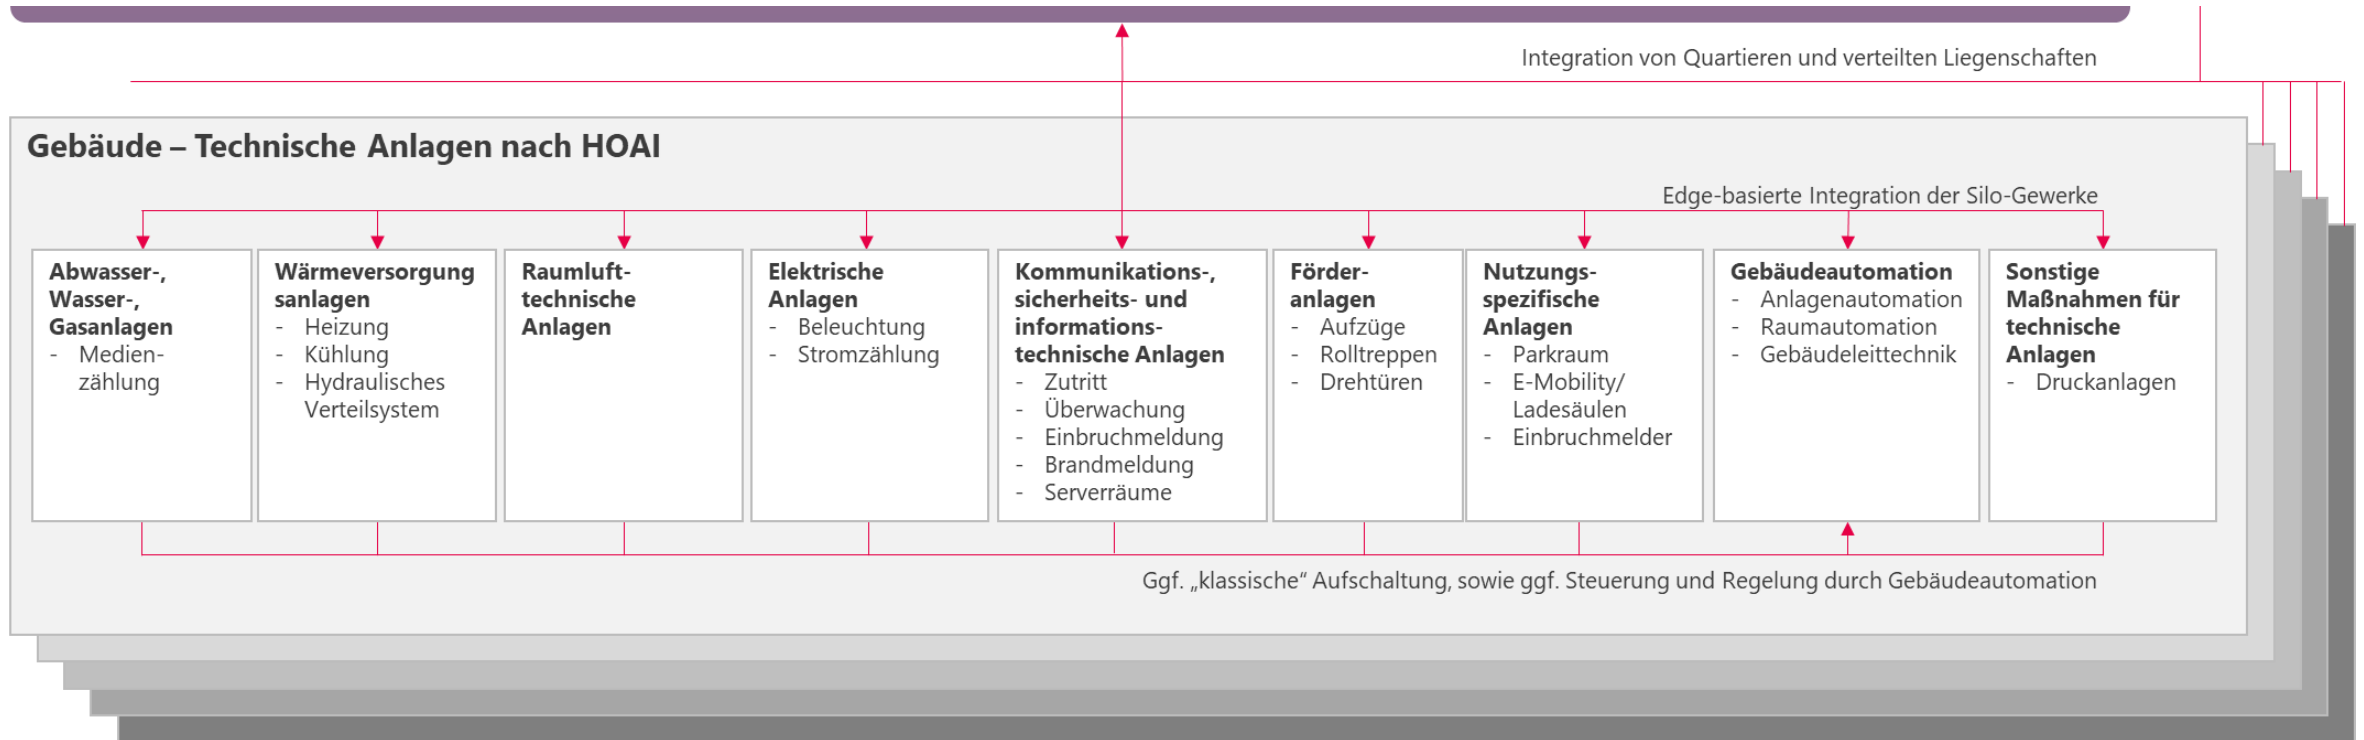 Integration von Quartieren und verteilten Liegenschaften
Gebäude – Technische Anlagen nach HOAI
Edge-basierte Integration der Silo-Gewerke
Abwasser-,
Wasser-,
Gasanlagen
- Medien-
zählung
Wärmeversorgung
sanlagen
- Heizung
- Kühlung
- Hydraulisches
Verteilsystem
Raumluft-
technische
Anlagen
Elektrische
Anlagen
- Beleuchtung
- Stromzählung
Kommunikations-,
sicherheits- und
informations-
technische Anlagen
- Zutritt
- Überwachung
- Einbruchmeldung
- Brandmeldung
- Serverräume
Förder-
anlagen
- Aufzüge
- Rolltreppen
- Drehtüren
Nutzungs-
spezifische
Anlagen
- Parkraum
- E-Mobility/
Ladesäulen
- Einbruchmelder
Gebäudeautomation
- Anlagenautomation
- Raumautomation
- Gebäudeleittechnik
Sonstige
Maßnahmen für
technische
Anlagen
- Druckanlagen
Ggf. „klassische“ Aufschaltung, sowie ggf. Steuerung und Regelung durch Gebäudeautomation